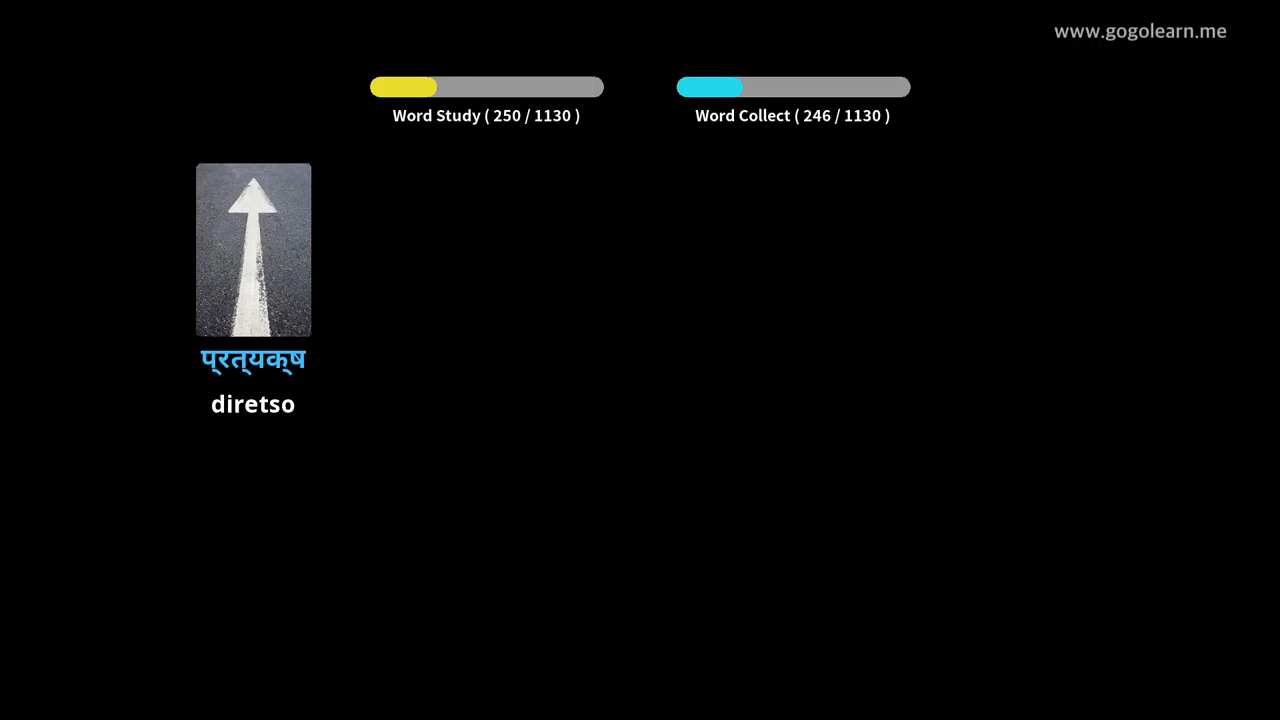 www.gogolearn.me
Word Study ( 250 / 1130 )
Word Collect ( 246 / 1130 )
प्रत्यक्ष
diretso